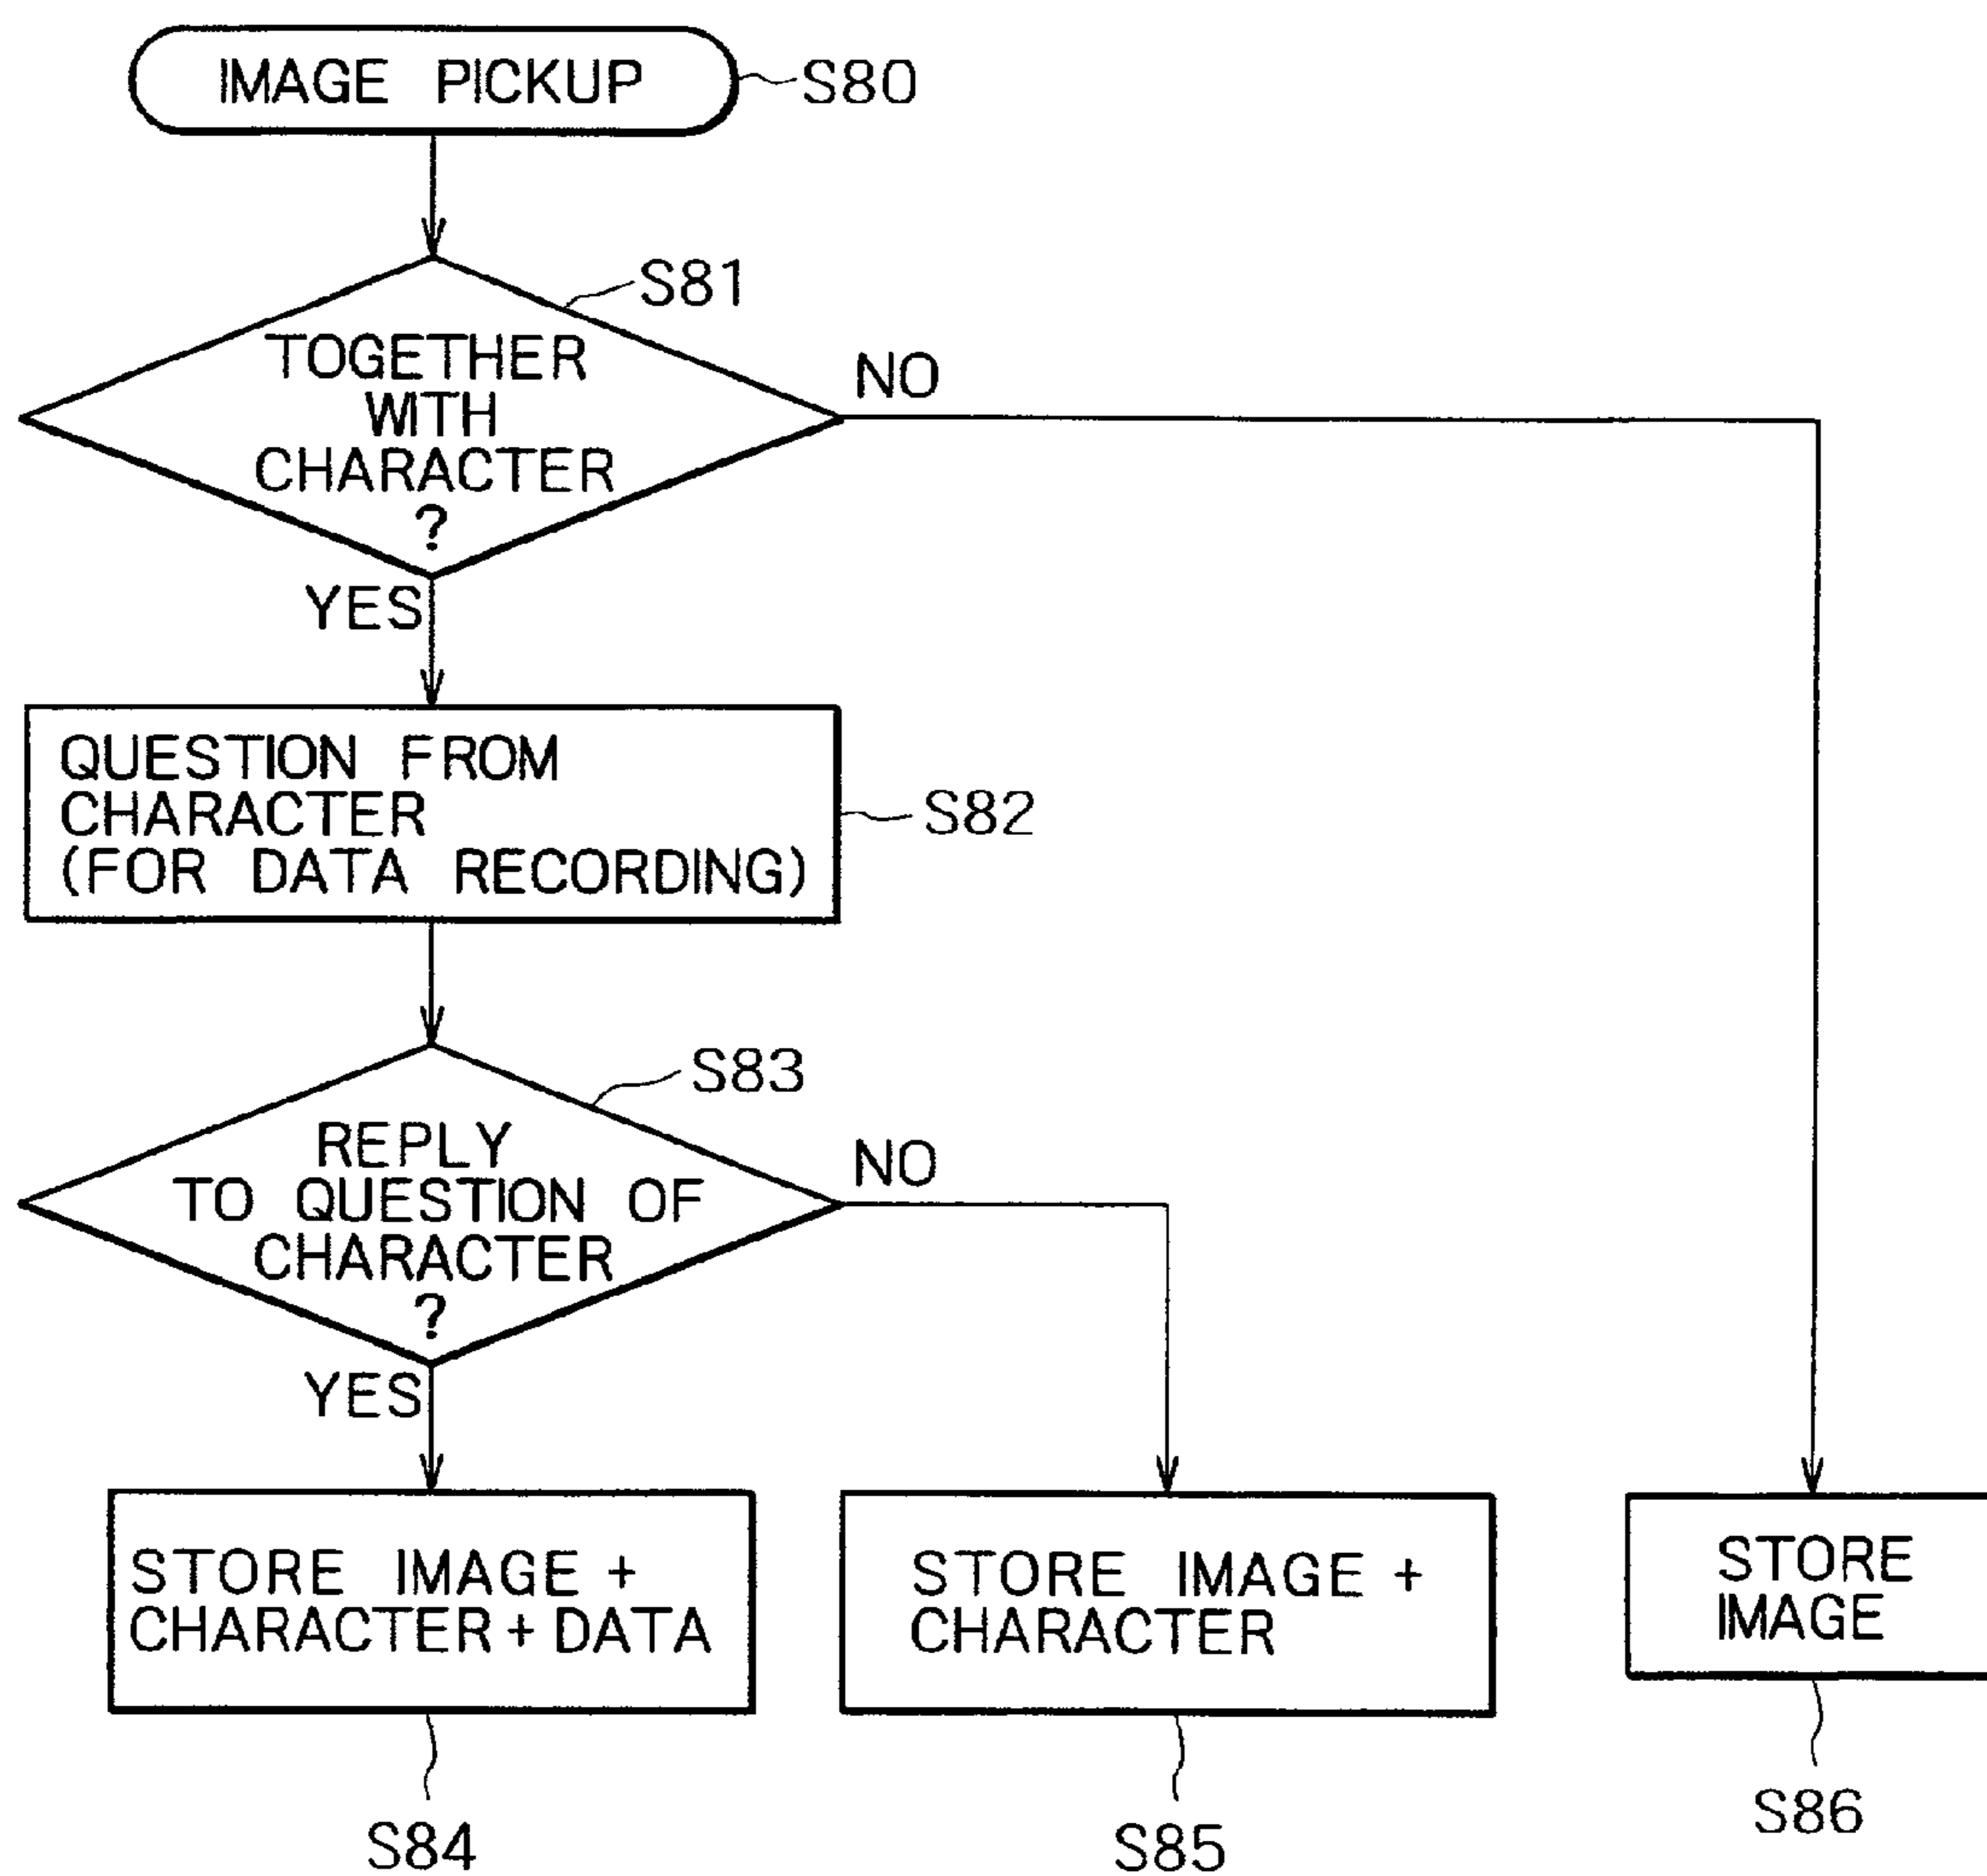 IMAGE PICKUP
S80
S81
TOGETHER
WITH
CHARACTER
?
NO
YES
QUESTION FROM
CHARACTER
(FOR DATA RECORDING)
S82
S83
REPLY
TO QUESTION OF
CHARACTER
?
NO
YES
STORE IMAGE +
CHARACTER + DATA
STORE IMAGE +
CHARACTER
STORE
IMAGE
S84
S85
S86